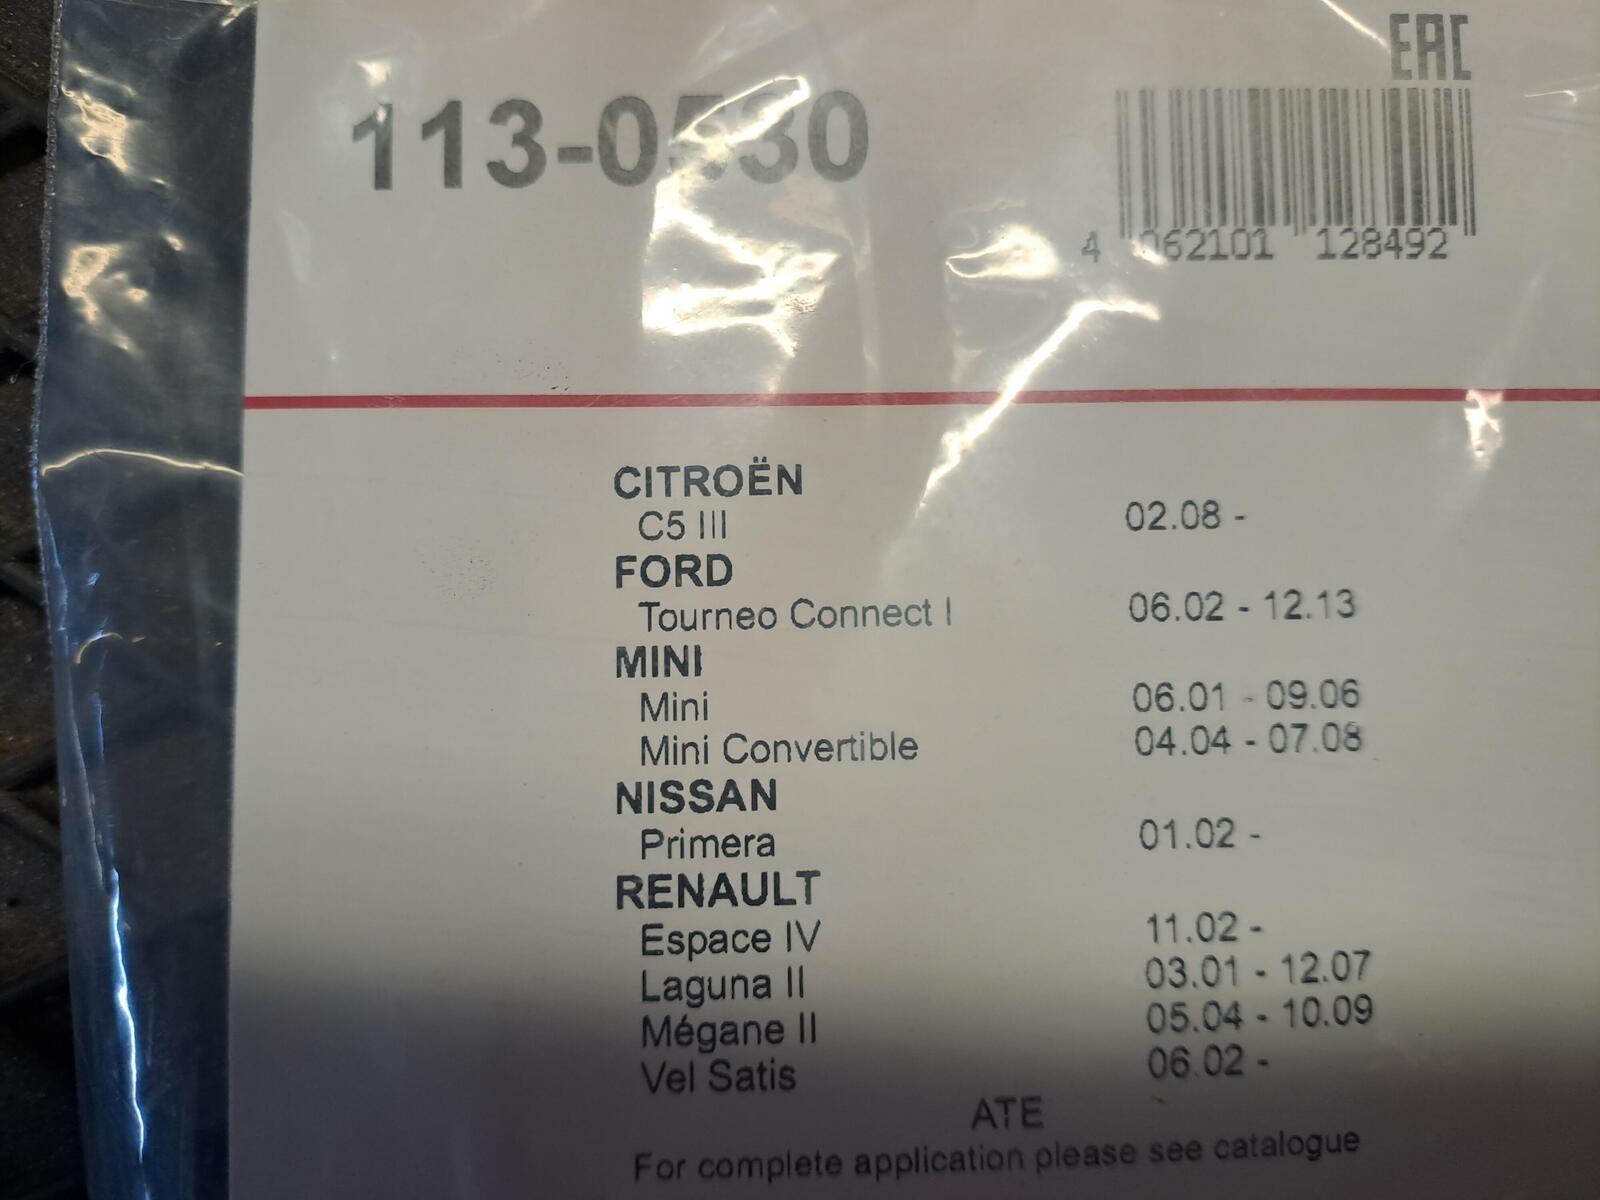 EAC
113-0530
4 062101 128492
CITROËN
C5 III 02.08 -
FORD
Tourneo Connect I 06.02 - 12.13
MINI
Mini 06.01 - 09.06
Mini Convertible 04.04 - 07.08
NISSAN
Primera 01.02 -
RENAULT
Espace IV 11.02 -
Laguna II 03.01 - 12.07
Mégane II 05.04 - 10.09
Vel Satis 06.02 -
ATE
For complete application please see catalogue